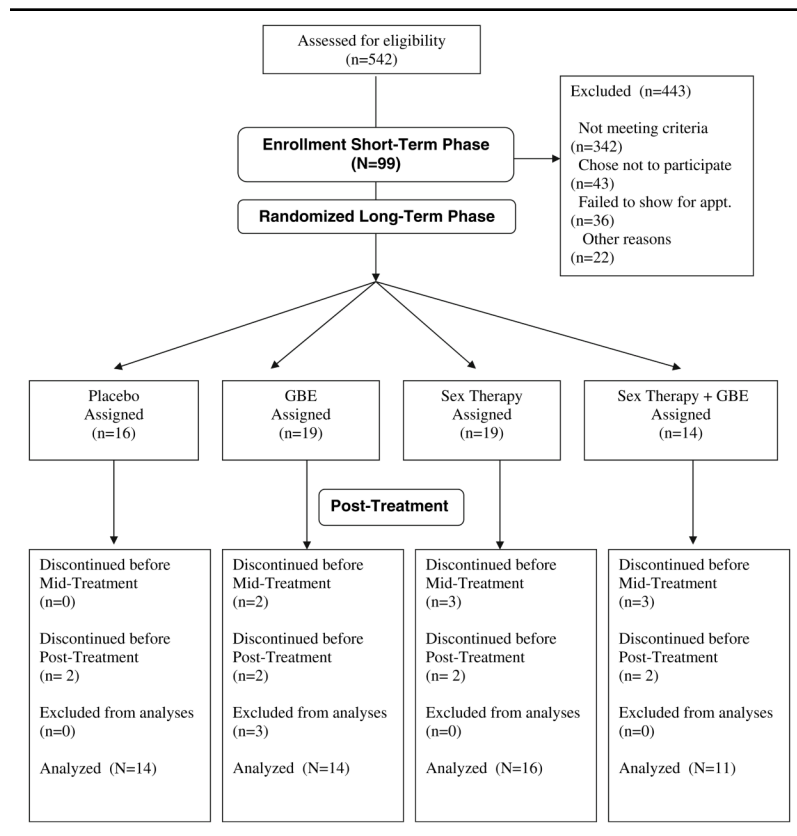 Assessed for eligibility
(n=542)
Excluded (n=443)
Not meeting criteria
(n=342)
Chose not to participate
(n=43)
Failed to show for appt.
(n=36)
Other reasons
(n=22)
Enrollment Short-Term Phase
(N=99)
Randomized Long-Term Phase
Placebo
Assigned
(n=16)
GBE
Assigned
(n=19)
Sex Therapy
Assigned
(n=19)
Sex Therapy + GBE
Assigned
(n=14)
Post-Treatment
Discontinued before
Mid-Treatment
(n=0)
Discontinued before
Post-Treatment
(n= 2)
Excluded from analyses
(n=0)
Analyzed (N=14)
Discontinued before
Mid-Treatment
(n=2)
Discontinued before
Post-Treatment
(n=2)
Excluded from analyses
(n=3)
Analyzed (N=14)
Discontinued before
Mid-Treatment
(n=3)
Discontinued before
Post-Treatment
(n= 2)
Excluded from analyses
(n=0)
Analyzed (N=16)
Discontinued before
Mid-Treatment
(n=3)
Discontinued before
Post-Treatment
(n= 2)
Excluded from analyses
(n=0)
Analyzed (N=11)